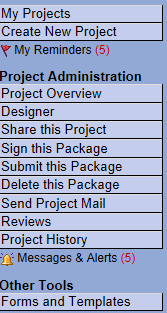 My Projects
Create New Project
My Reminders (5)
Project Administration
Project Overview
Designer
Share this Project
Sign this Package
Submit this Package
Delete this Package
Send Project Mail
Reviews
Project History
Messages & Alerts (5)
Other Tools
Forms and Templates